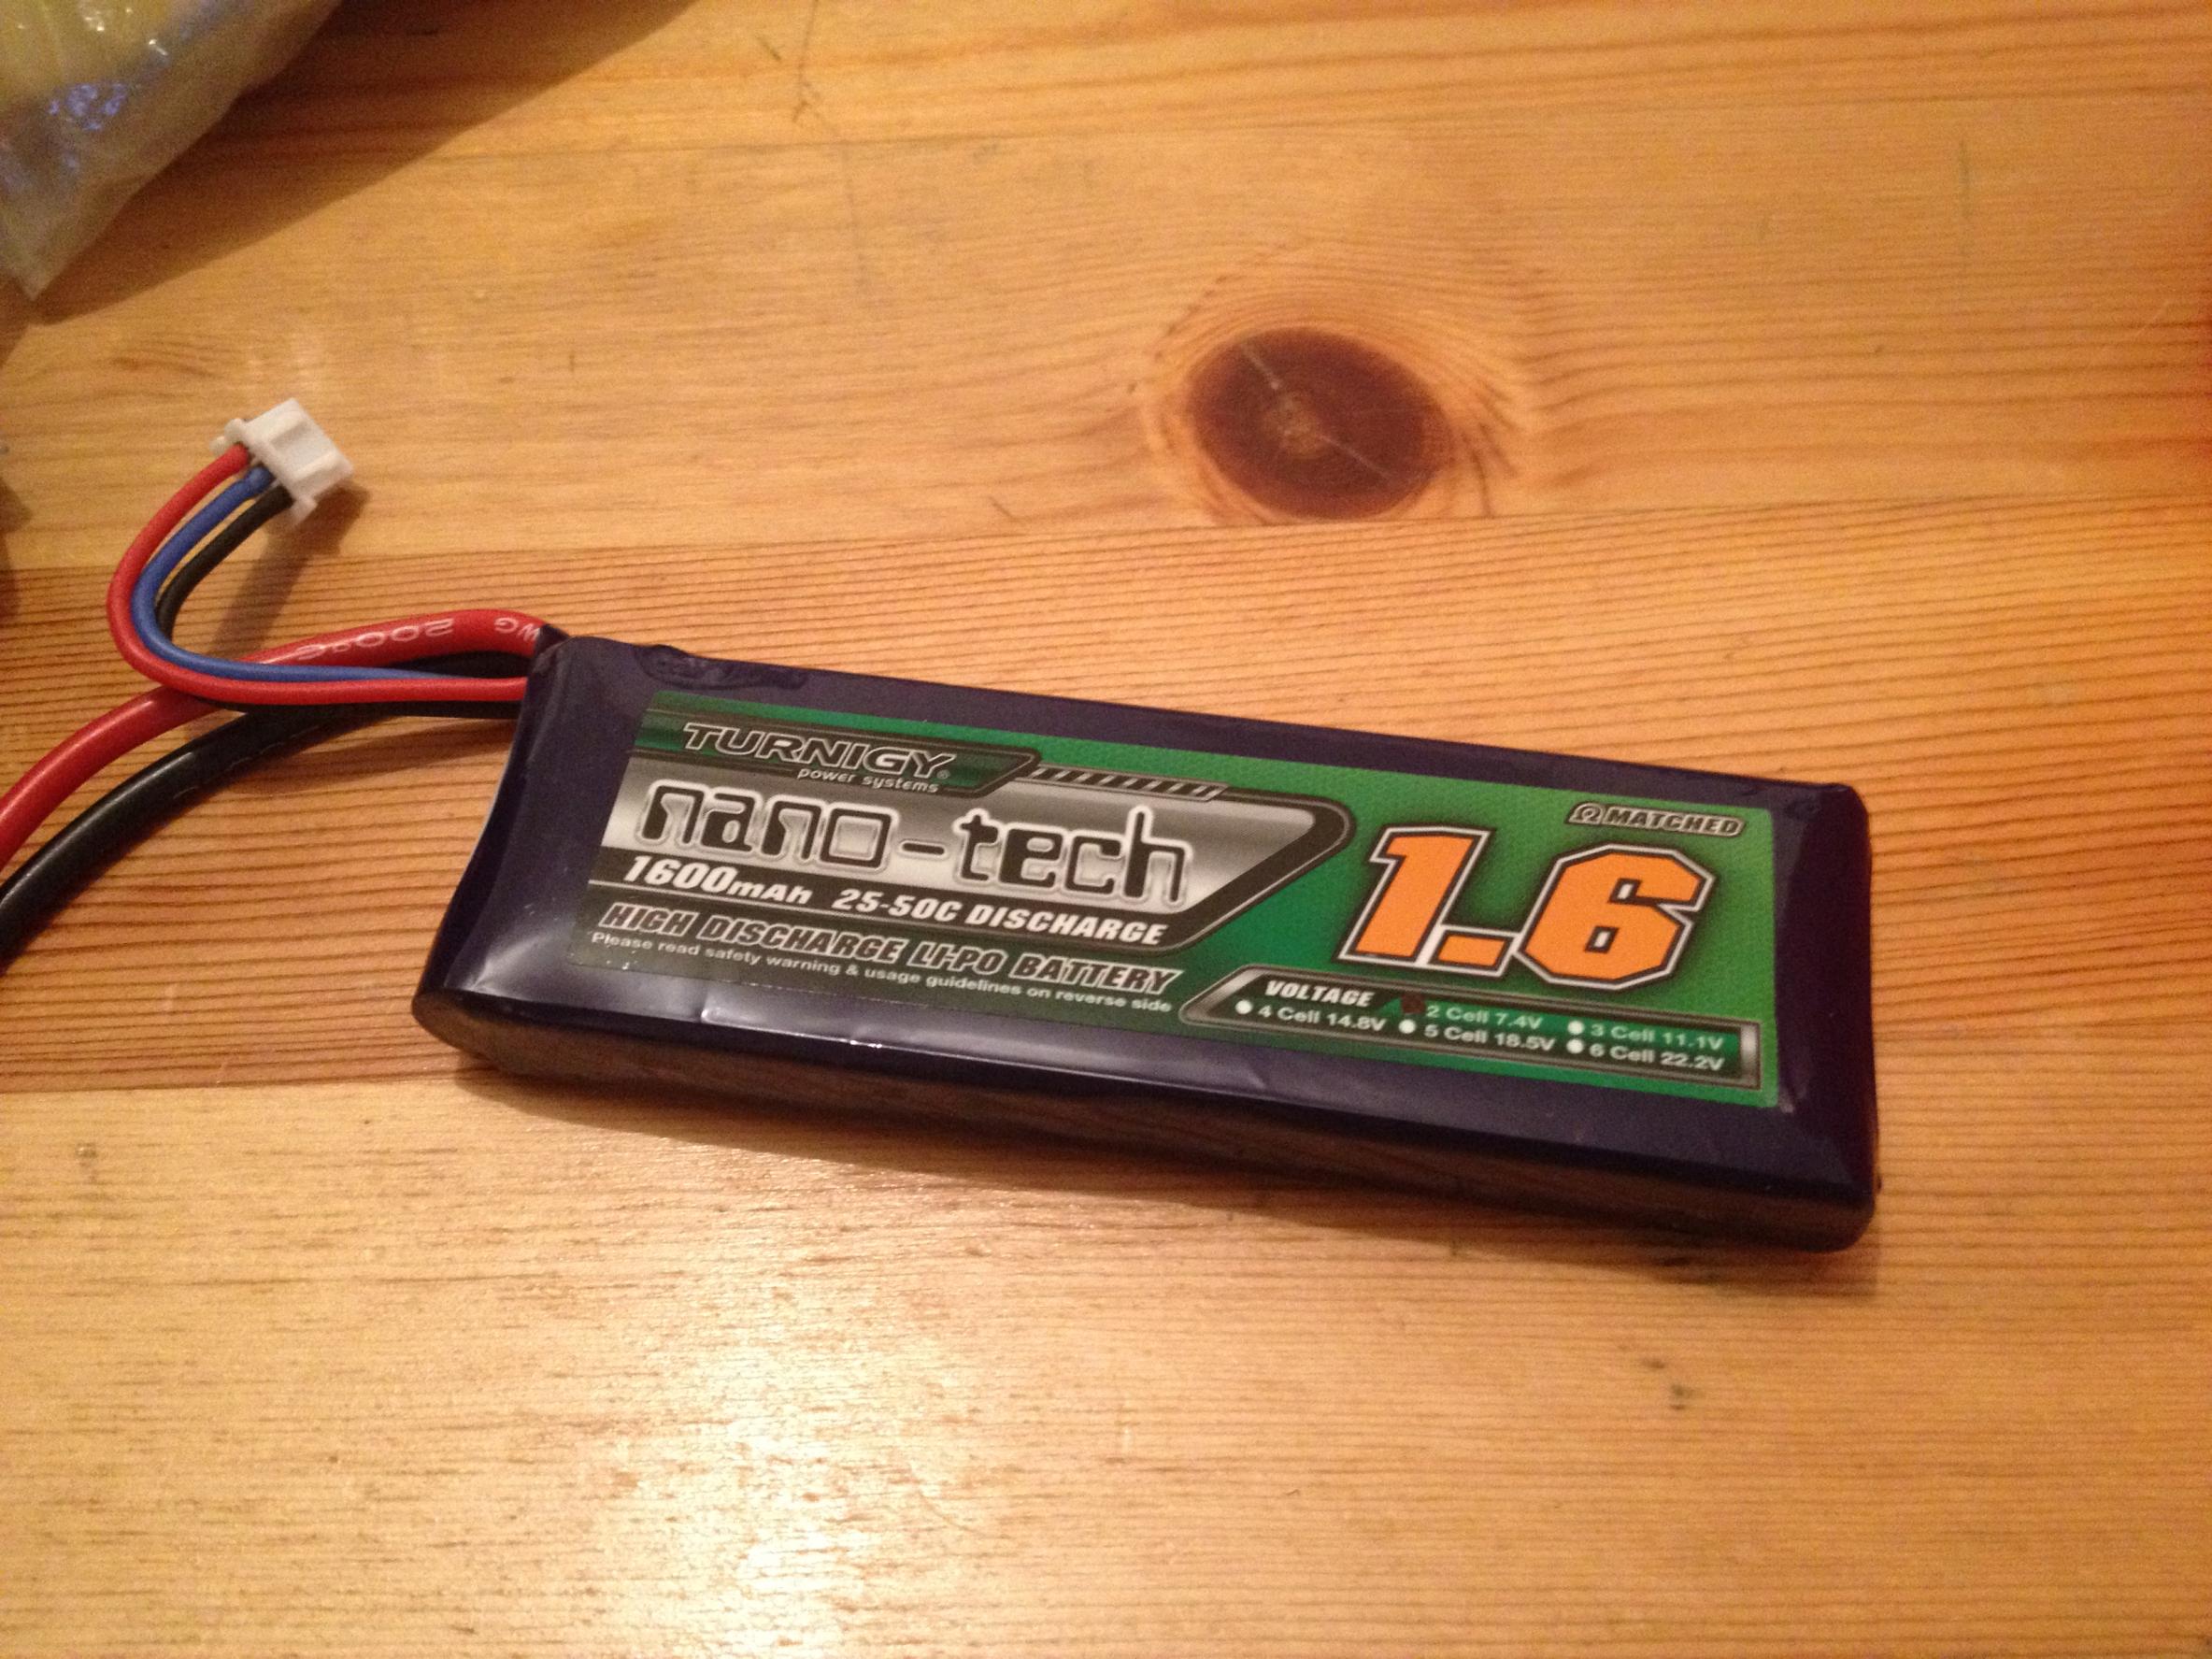 200°C
WG
TURNIGY®
power systems
nano-tech
1600mAh 25-50C DISCHARGE
HIGH DISCHARGE LI-PO BATTERY
Please read safety warning & usage guidelines on reverse side
Ω MATCHED
1.6
VOLTAGE
2 Cell 7.4V
3 Cell 11.1V
4 Cell 14.8V
5 Cell 18.5V
6 Cell 22.2V